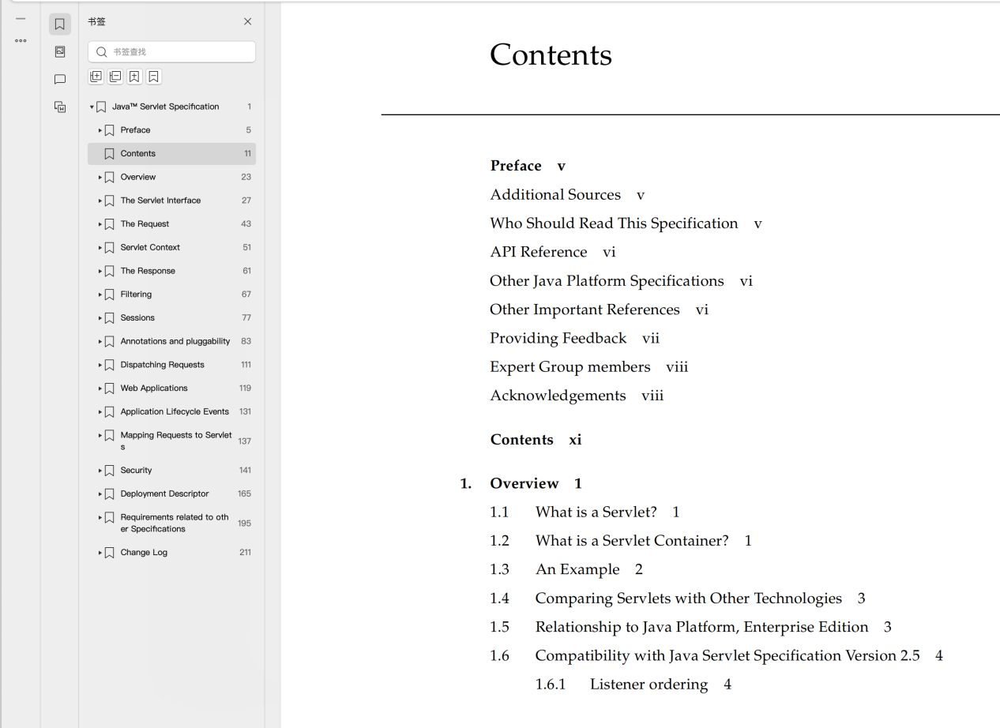 书签
书签查找
Java™ Servlet Specification 1
Preface 5
Contents 11
Overview 23
The Servlet Interface 27
The Request 43
Servlet Context 51
The Response 61
Filtering 67
Sessions 77
Annotations and pluggability 83
Dispatching Requests 111
Web Applications 119
Application Lifecycle Events 131
Mapping Requests to Servlet
s 137
Security 141
Deployment Descriptor 165
Requirements related to oth
er Specifications 195
Change Log 211
Contents
Preface v
Additional Sources v
Who Should Read This Specification v
API Reference vi
Other Java Platform Specifications vi
Other Important References vi
Providing Feedback vii
Expert Group members viii
Acknowledgements viii
Contents xi
1. Overview 1
1.1 What is a Servlet? 1
1.2 What is a Servlet Container? 1
1.3 An Example 2
1.4 Comparing Servlets with Other Technologies 3
1.5 Relationship to Java Platform, Enterprise Edition 3
1.6 Compatibility with Java Servlet Specification Version 2.5 4
1.6.1 Listener ordering 4